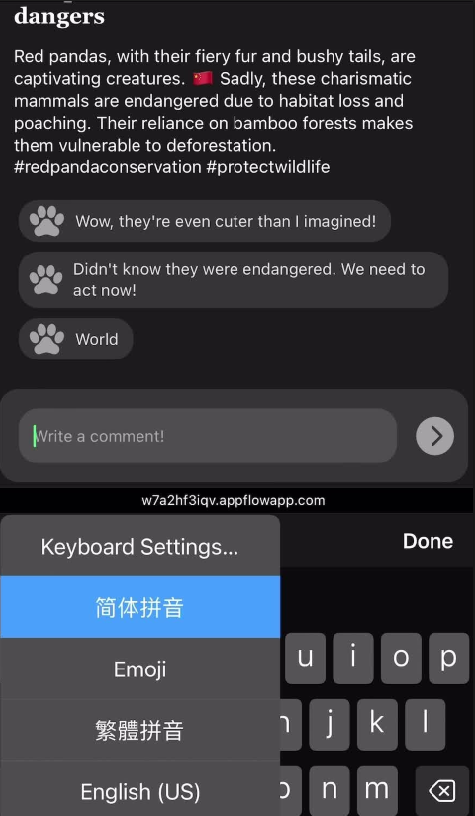 dangers
Red pandas, with their fiery fur and bushy tails, are
captivating creatures. 🇨🇳 Sadly, these charismatic
mammals are endangered due to habitat loss and
poaching. Their reliance on bamboo forests makes
them vulnerable to deforestation.
#redpandaconservation #protectwildlife
Wow, they're even cuter than I imagined!
Didn't know they were endangered. We need to
act now!
World
Write a comment!
w7a2hf3iqv.appflowapp.com
Keyboard Settings...
Done
简体拼音
Emoji
u i o p
繁體拼音
j k l
English (US)
n m